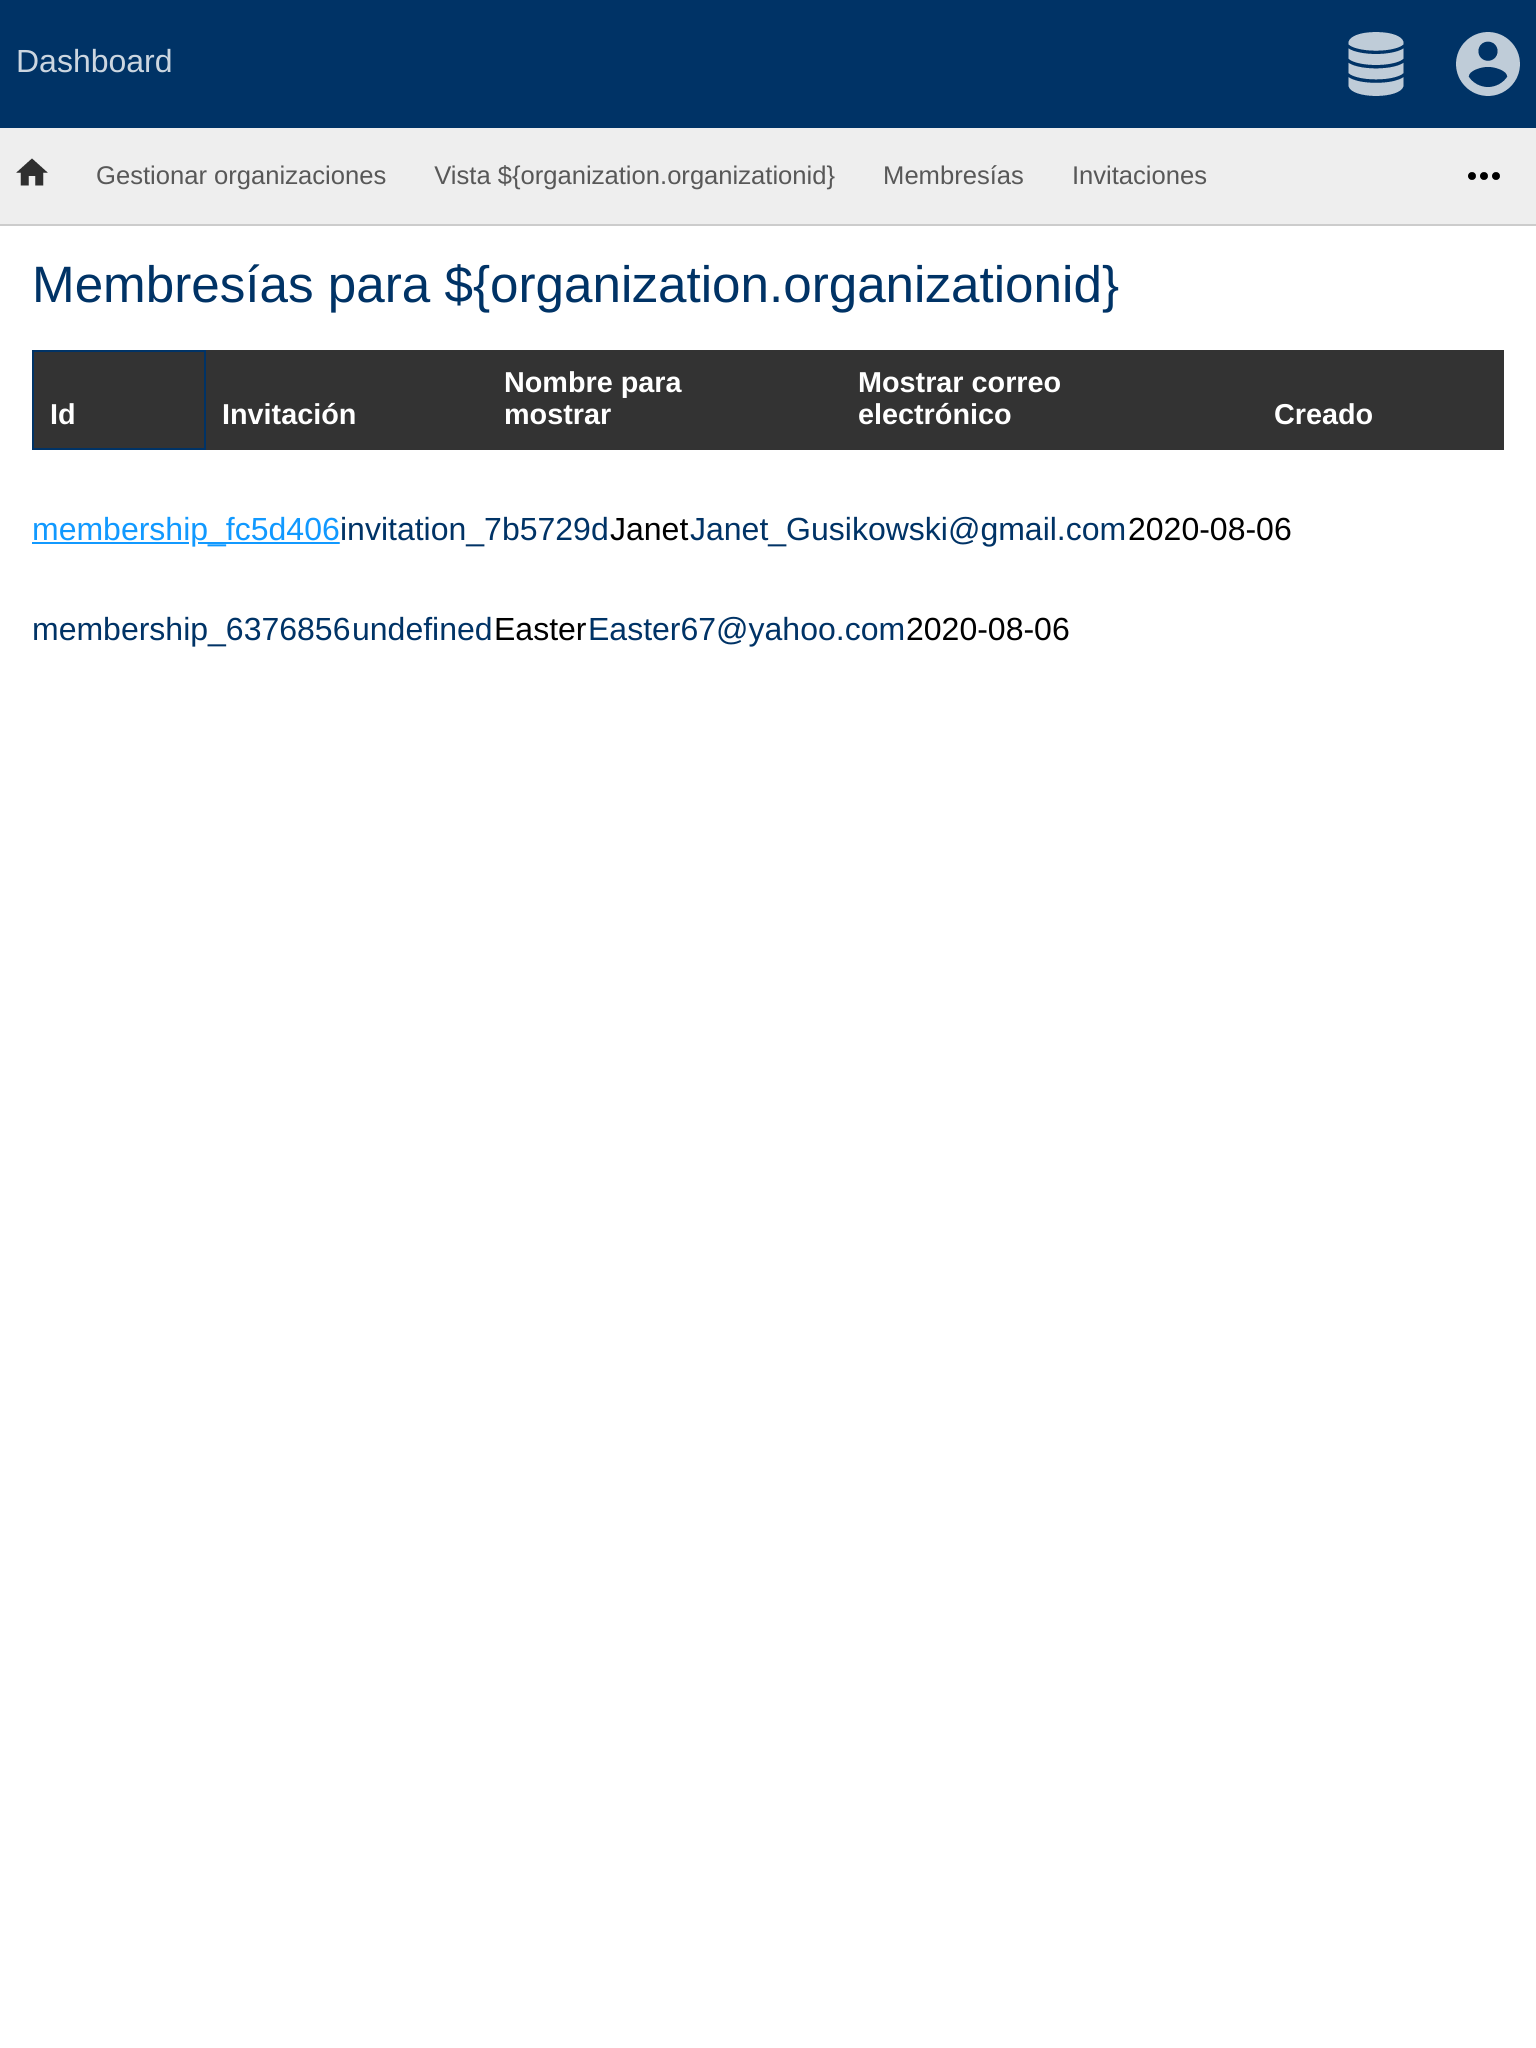 Dashboard
Gestionar organizaciones Vista ${organization.organizationid} Membresías Invitaciones
Membresías para ${organization.organizationid}
Id Invitación Nombre para mostrar Mostrar correo electrónico Creado
membership_fc5d406invitation_7b5729dJanetJanet_Gusikowski@gmail.com2020-08-06
membership_6376856undefinedEasterEaster67@yahoo.com2020-08-06